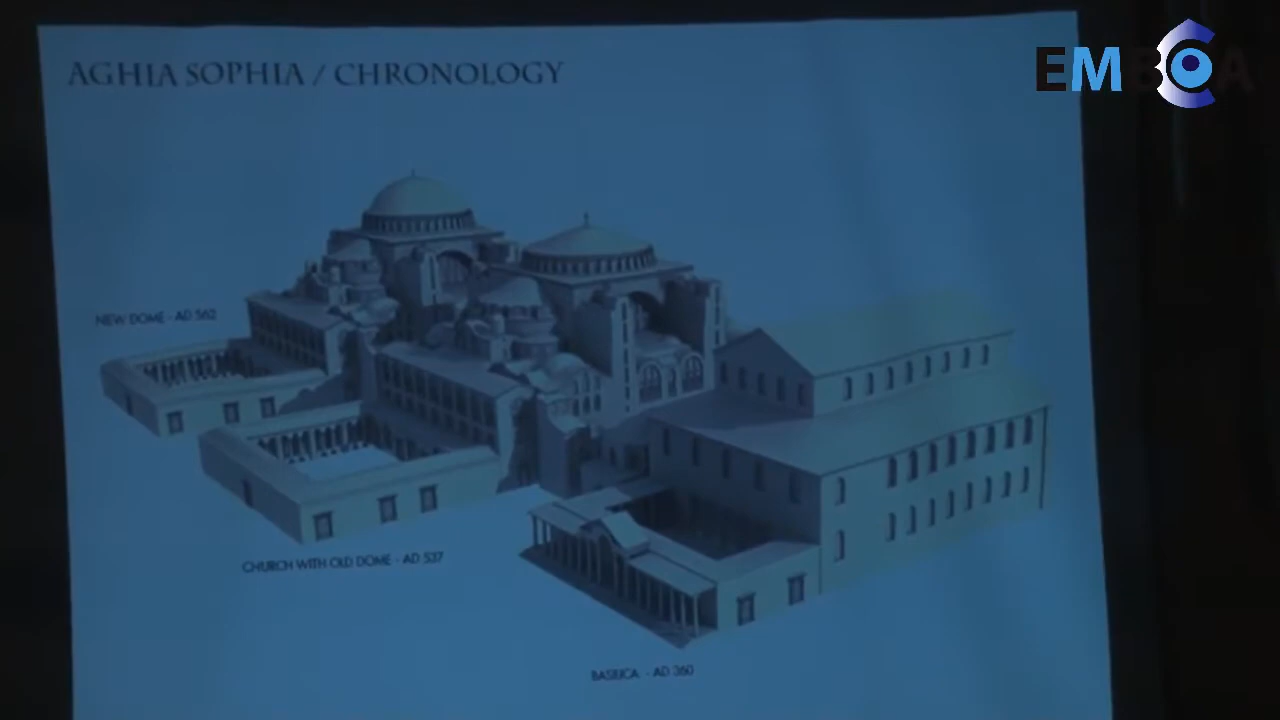 AGHIA SOPHIA / CHRONOLOGY
EMBCA
NEW DOME - AD 562
CHURCH WITH OLD DOME - AD 537
BASILICA - AD 360